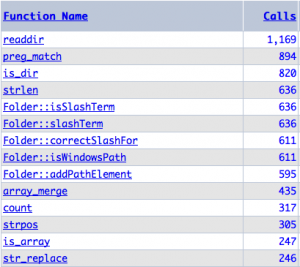 Function Name Calls
readdir 1,169
preg_match 894
is_dir 820
strlen 636
Folder::isSlashTerm 636
Folder::slashTerm 636
Folder::correctSlashFor 611
Folder::isWindowsPath 611
Folder::addPathElement 595
array_merge 435
count 317
strpos 305
is_array 247
str_replace 246